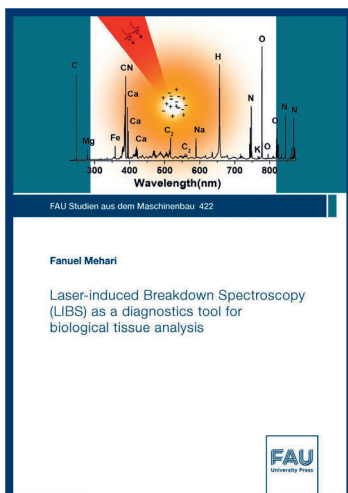 O
H
C
CN
Ca
N
N
N
Ca
Na
O
Mg
Fe
Ca
C2
C2
K
O
300 400 500 600 700 800
Wavelength(nm)
FAU Studien aus dem Maschinenbau 422
Fanuel Mehari
Laser-induced Breakdown Spectroscopy
(LIBS) as a diagnostics tool for
biological tissue analysis
FAU
University Press